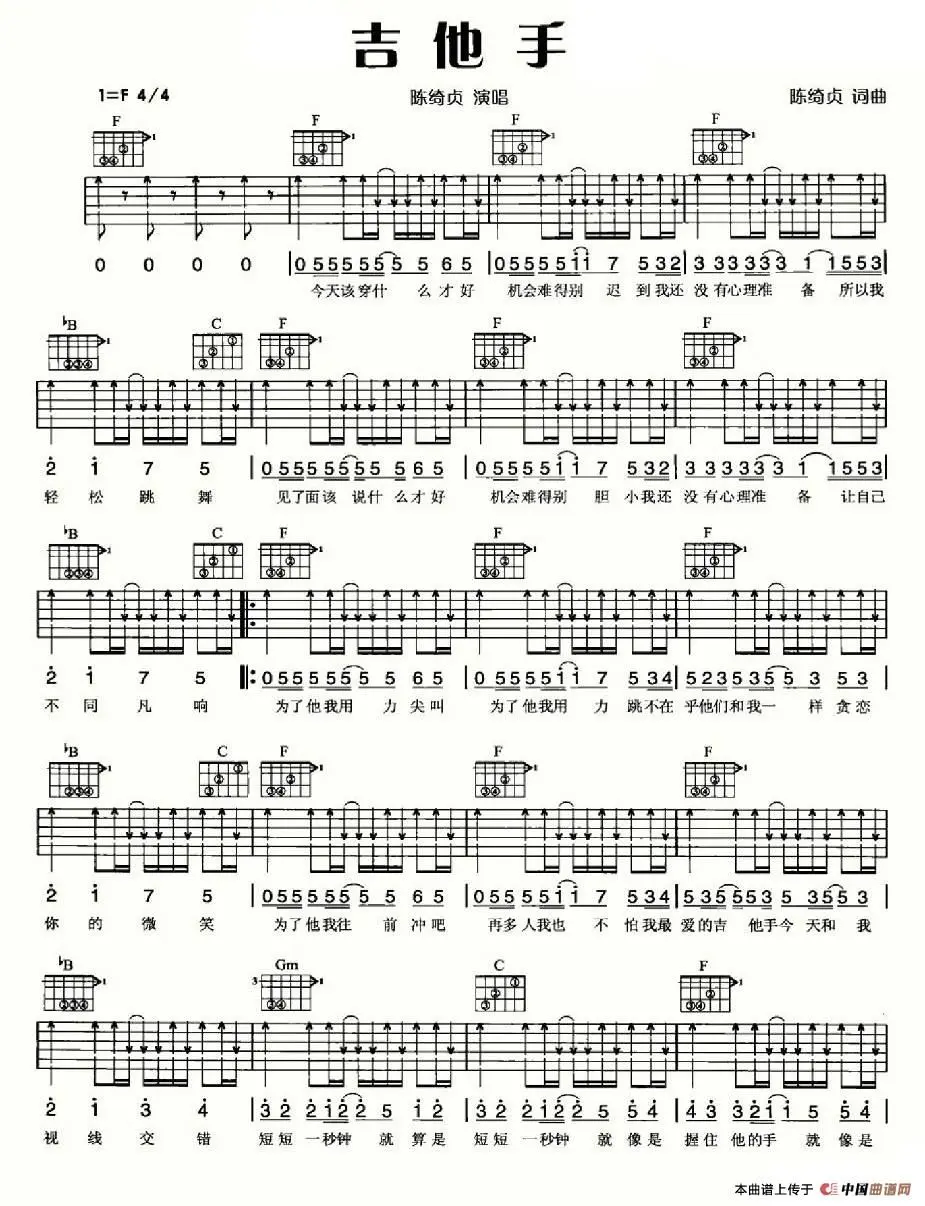 吉他手
1=F 4/4 陈绮贞 演唱 陈绮贞 词曲
F F F F
0 0 0 0 | 0 5 5 5 5 5 5 5 5 6 5 | 0 5 5 5 5 i i 7 5 3 2 | 3 3 3 3 3 3 3 1 1 5 5 3
今天该穿什 么才好 机会难得别 迟 到我还 没有心理准 备 所以我
♭B C F F F
2 1 7 5 | 0 5 5 5 5 5 5 5 6 5 | 0 5 5 5 5 i i 7 5 3 2 | 3 3 3 3 3 3 3 1 1 5 5 3
轻 松 跳 舞 见了面该 说什 么才好 机会难得别 胆 小我还 没有心理准 备 让自己
♭B C F F F
2 1 7 5 | 0 5 5 5 5 5 5 5 6 5 | 0 5 5 5 5 i i 7 5 3 4 | 5 2 3 5 3 5 5 5 3 5 3
不 同 凡 响 为了他我用 力 尖叫 为了他我用 力 跳不在 乎他们和我一 样 贪恋
♭B C F F F
2 1 7 5 | 0 5 5 5 5 5 5 5 6 5 | 0 5 5 5 5 i i 7 5 3 4 | 5 3 5 5 5 5 3 5 3 5 5 3
你 的 微 笑 为了他我往 前 冲吧 再多人我也 不 怕我最 爱的吉 他手今 天和 我
♭B Gm C F
2 1 3 4 | 3 2 2 1 2 2 5 1 2 | 3 2 2 1 2 2 5 5 4 | 4 3 3 2 1 1 5 5 4
视 线 交 错 短短 一秒钟 就 算是 短短 一秒钟 就 像是 握住 他的手 就 像是
本曲谱上传于 中国曲谱网